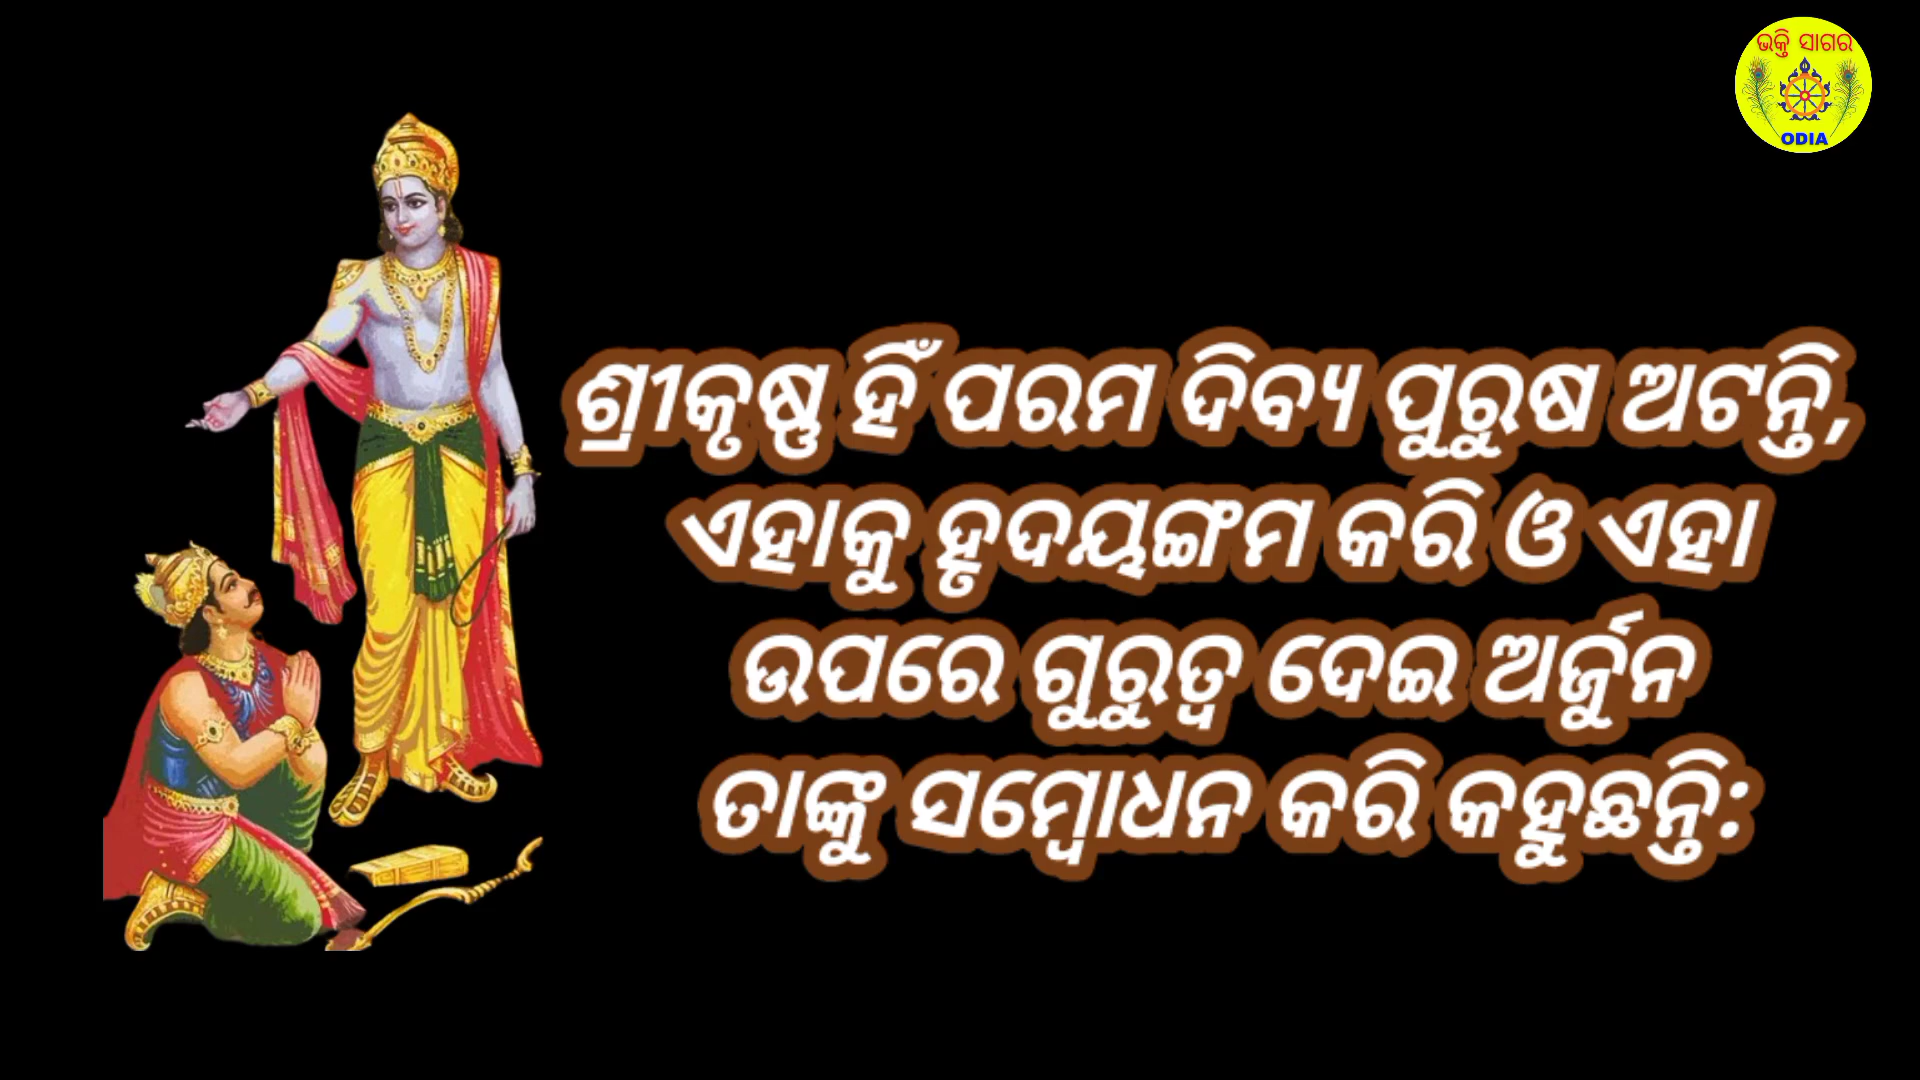 ଭକ୍ତି ସାଗର
ODIA
ଶ୍ରୀକୃଷ୍ଣ ହିଁ ପରମ ଦିବ୍ୟ ପୁରୁଷ ଅଟନ୍ତି,
ଏହାକୁ ହୃଦୟଙ୍ଗମ କରି ଓ ଏହା
ଉପରେ ଗୁରୁତ୍ୱ ଦେଇ ଅର୍ଜୁନ
ତାଙ୍କୁ ସମ୍ବୋଧନ କରି କହୁଛନ୍ତି: